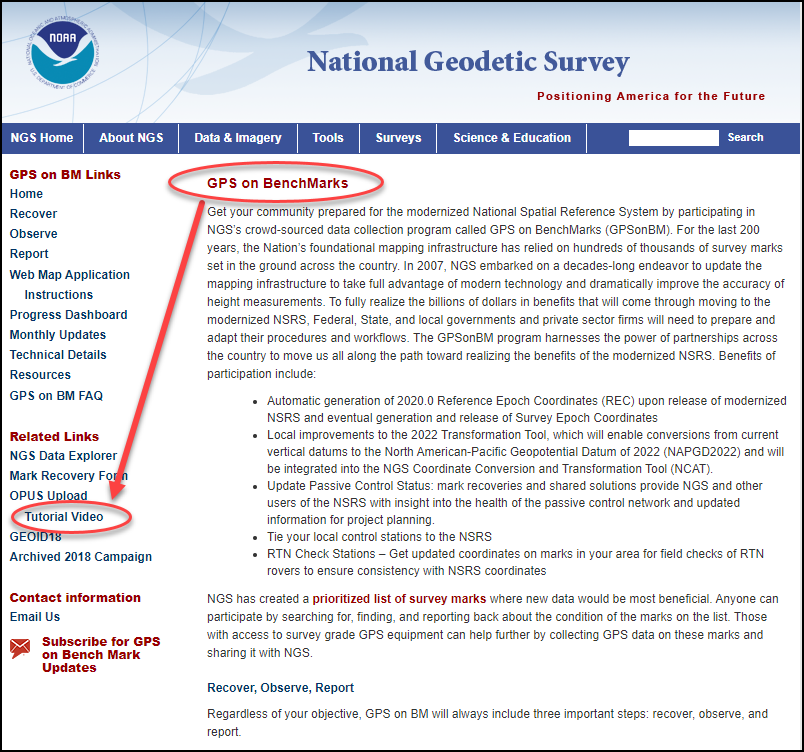 NATIONAL OCEANIC AND ATMOSPHERIC ADMINISTRATION
NOAA
U.S. DEPARTMENT OF COMMERCE
National Geodetic Survey
Positioning America for the Future
NGS Home
About NGS
Data & Imagery
Tools
Surveys
Science & Education
Search
GPS on BM Links
Home
Recover
Observe
Report
Web Map Application
Instructions
Progress Dashboard
Monthly Updates
Technical Details
Resources
GPS on BM FAQ
Related Links
NGS Data Explorer
Mark Recovery Form
OPUS Upload
Tutorial Video
GEOID18
Archived 2018 Campaign
Contact information
Email Us
Subscribe for GPS
on Bench Mark
Updates
GPS on BenchMarks
Get your community prepared for the modernized National Spatial Reference System by participating in
NGS's crowd-sourced data collection program called GPS on BenchMarks (GPSonBM). For the last 200
years, the Nation's foundational mapping infrastructure has relied on hundreds of thousands of survey marks
set in the ground across the country. In 2007, NGS embarked on a decades-long endeavor to update the
mapping infrastructure to take full advantage of modern technology and dramatically improve the accuracy of
height measurements. To fully realize the billions of dollars in benefits that will come through moving to the
modernized NSRS, Federal, State, and local governments and private sector firms will need to prepare and
adapt their procedures and workflows. The GPSonBM program harnesses the power of partnerships across
the country to move us all along the path toward realizing the benefits of the modernized NSRS. Benefits of
participation include:
• Automatic generation of 2020.0 Reference Epoch Coordinates (REC) upon release of modernized
NSRS and eventual generation and release of Survey Epoch Coordinates
• Local improvements to the 2022 Transformation Tool, which will enable conversions from current
vertical datums to the North American-Pacific Geopotential Datum of 2022 (NAPGD2022) and will
be integrated into the NGS Coordinate Conversion and Transformation Tool (NCAT).
• Update Passive Control Status: mark recoveries and shared solutions provide NGS and other
users of the NSRS with insight into the health of the passive control network and updated
information for project planning.
• Tie your local control stations to the NSRS
• RTN Check Stations – Get updated coordinates on marks in your area for field checks of RTN
rovers to ensure consistency with NSRS coordinates
NGS has created a prioritized list of survey marks where new data would be most beneficial. Anyone can
participate by searching for, finding, and reporting back about the condition of the marks on the list. Those
with access to survey grade GPS equipment can help further by collecting GPS data on these marks and
sharing it with NGS.
Recover, Observe, Report
Regardless of your objective, GPS on BM will always include three important steps: recover, observe, and
report.